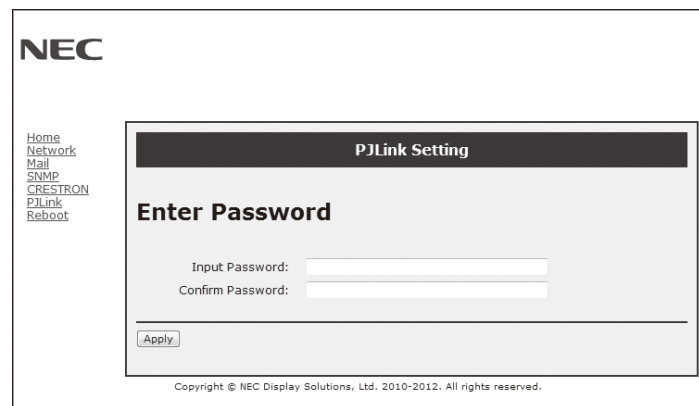 NEC
Home
Network
Mail
SNMP
CRESTRON
PJLink
Reboot
PJLink Setting
Enter Password
Input Password:
Confirm Password:
Apply
Copyright © NEC Display Solutions, Ltd. 2010-2012. All rights reserved.